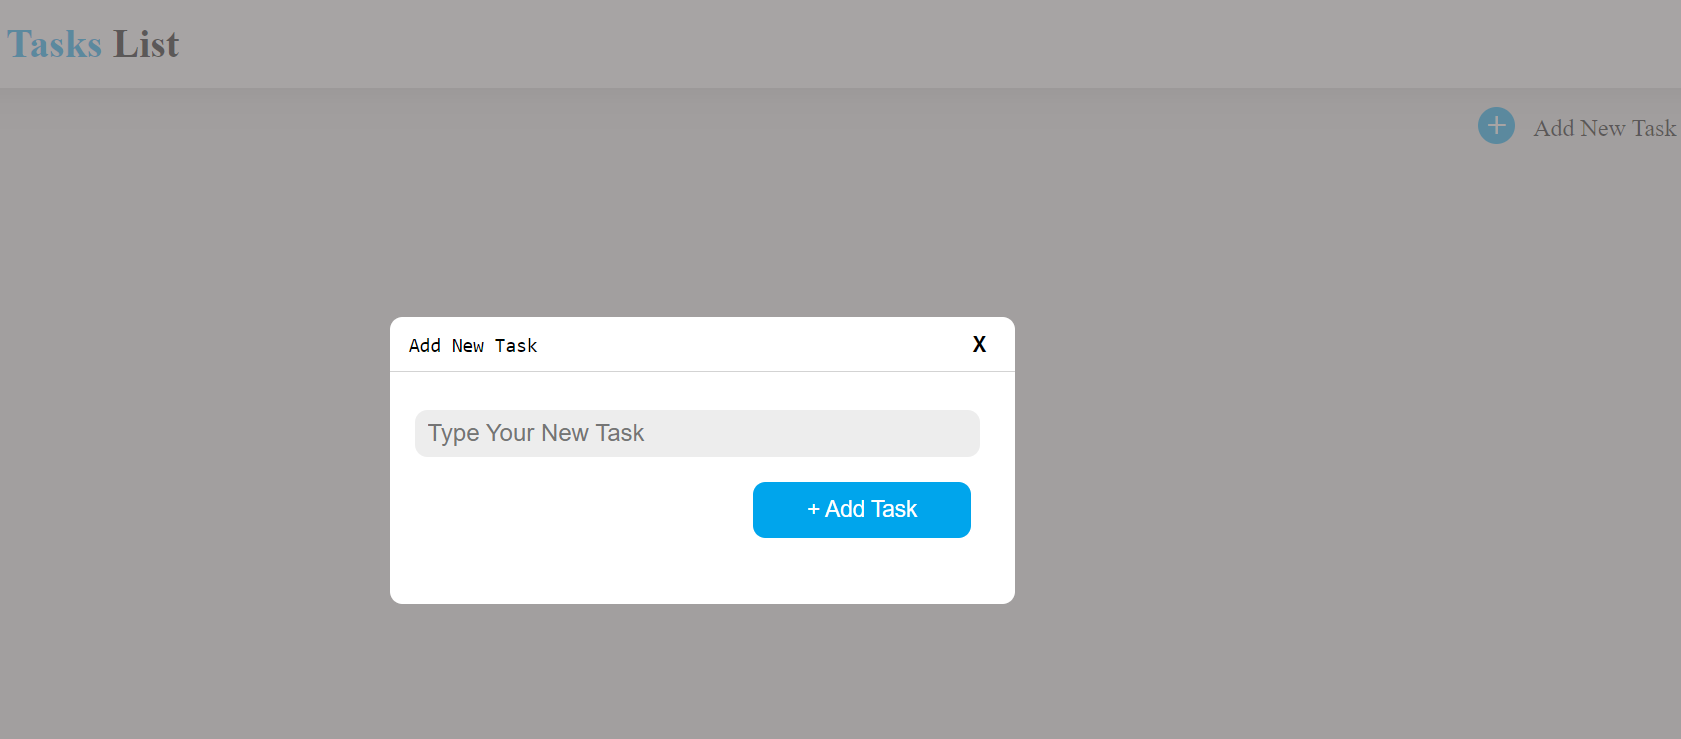 Tasks List
Add New Task
Add New Task X
Type Your New Task
+ Add Task